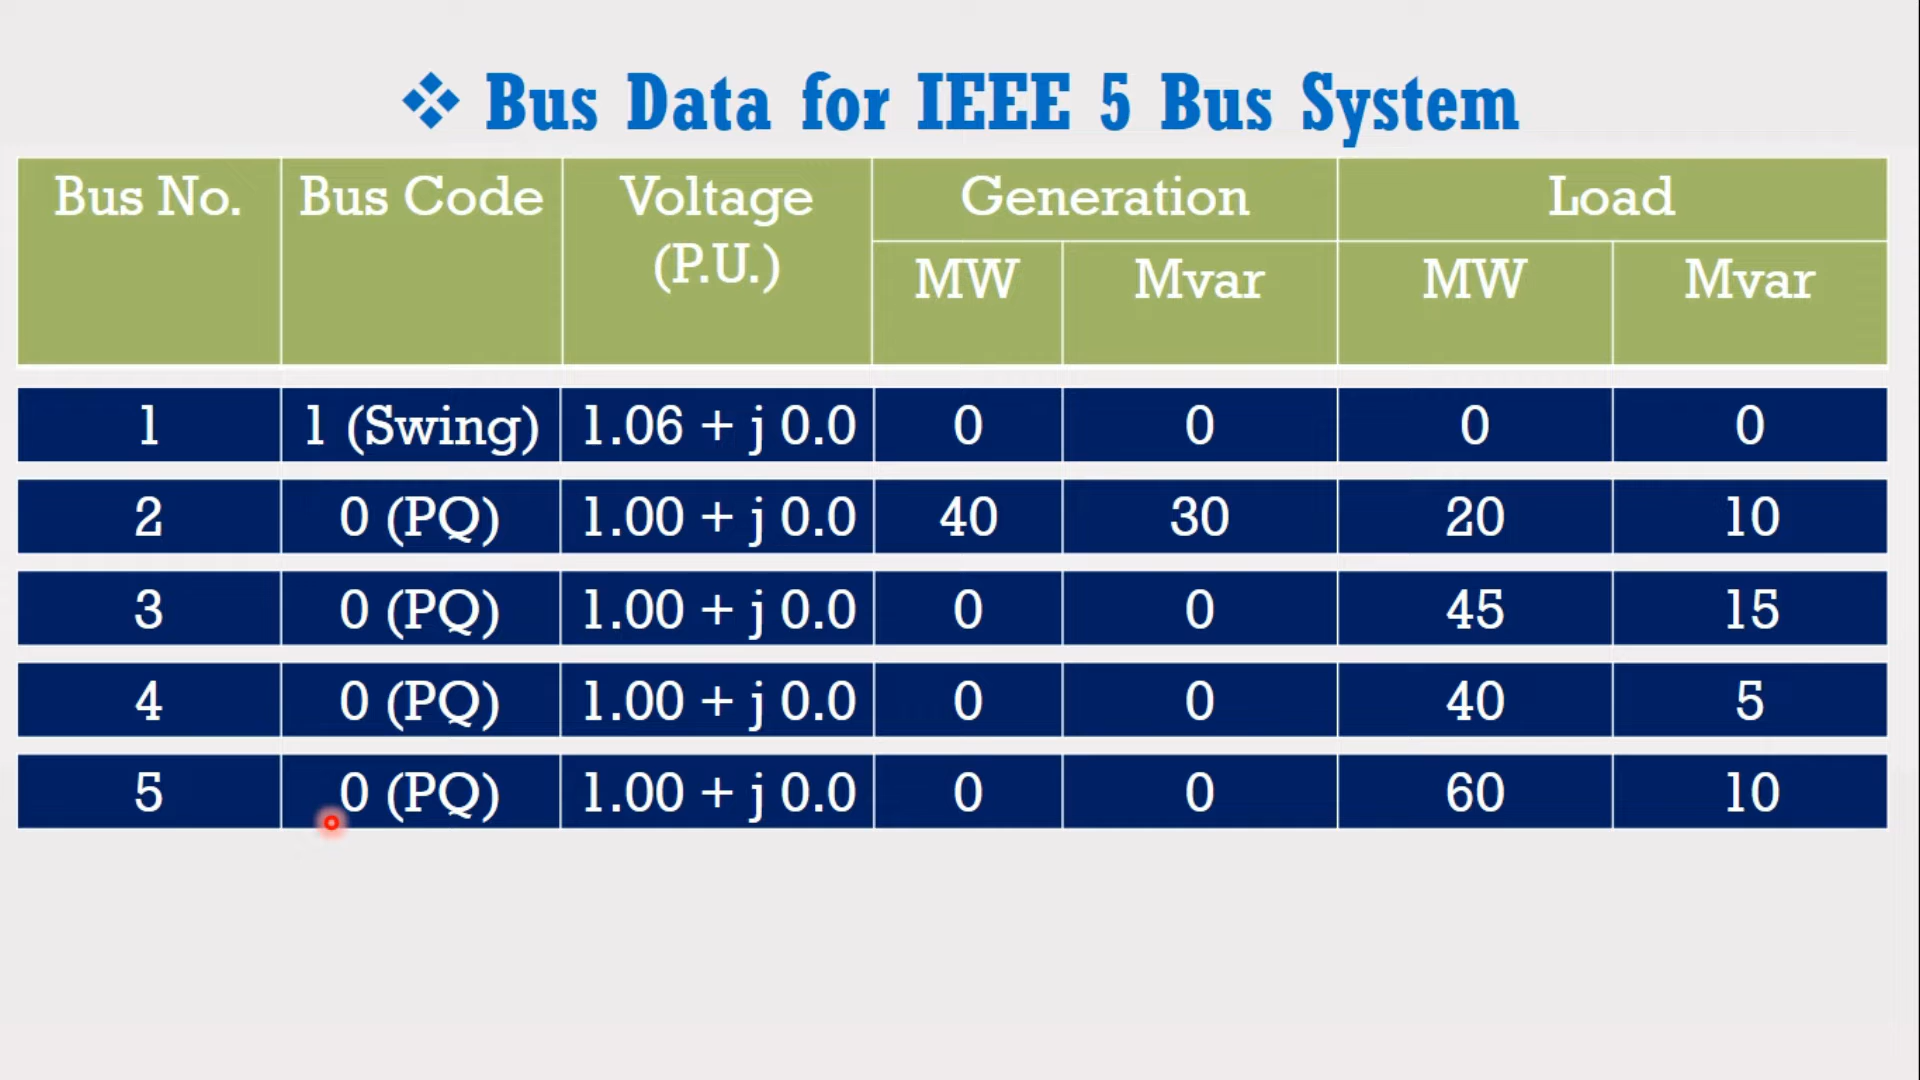 ❖ Bus Data for IEEE 5 Bus System
Bus No. Bus Code Voltage (P.U.) Generation Load
MW Mvar MW Mvar
1 1 (Swing) 1.06 + j 0.0 0 0 0 0
2 0 (PQ) 1.00 + j 0.0 40 30 20 10
3 0 (PQ) 1.00 + j 0.0 0 0 45 15
4 0 (PQ) 1.00 + j 0.0 0 0 40 5
5 0 (PQ) 1.00 + j 0.0 0 0 60 10